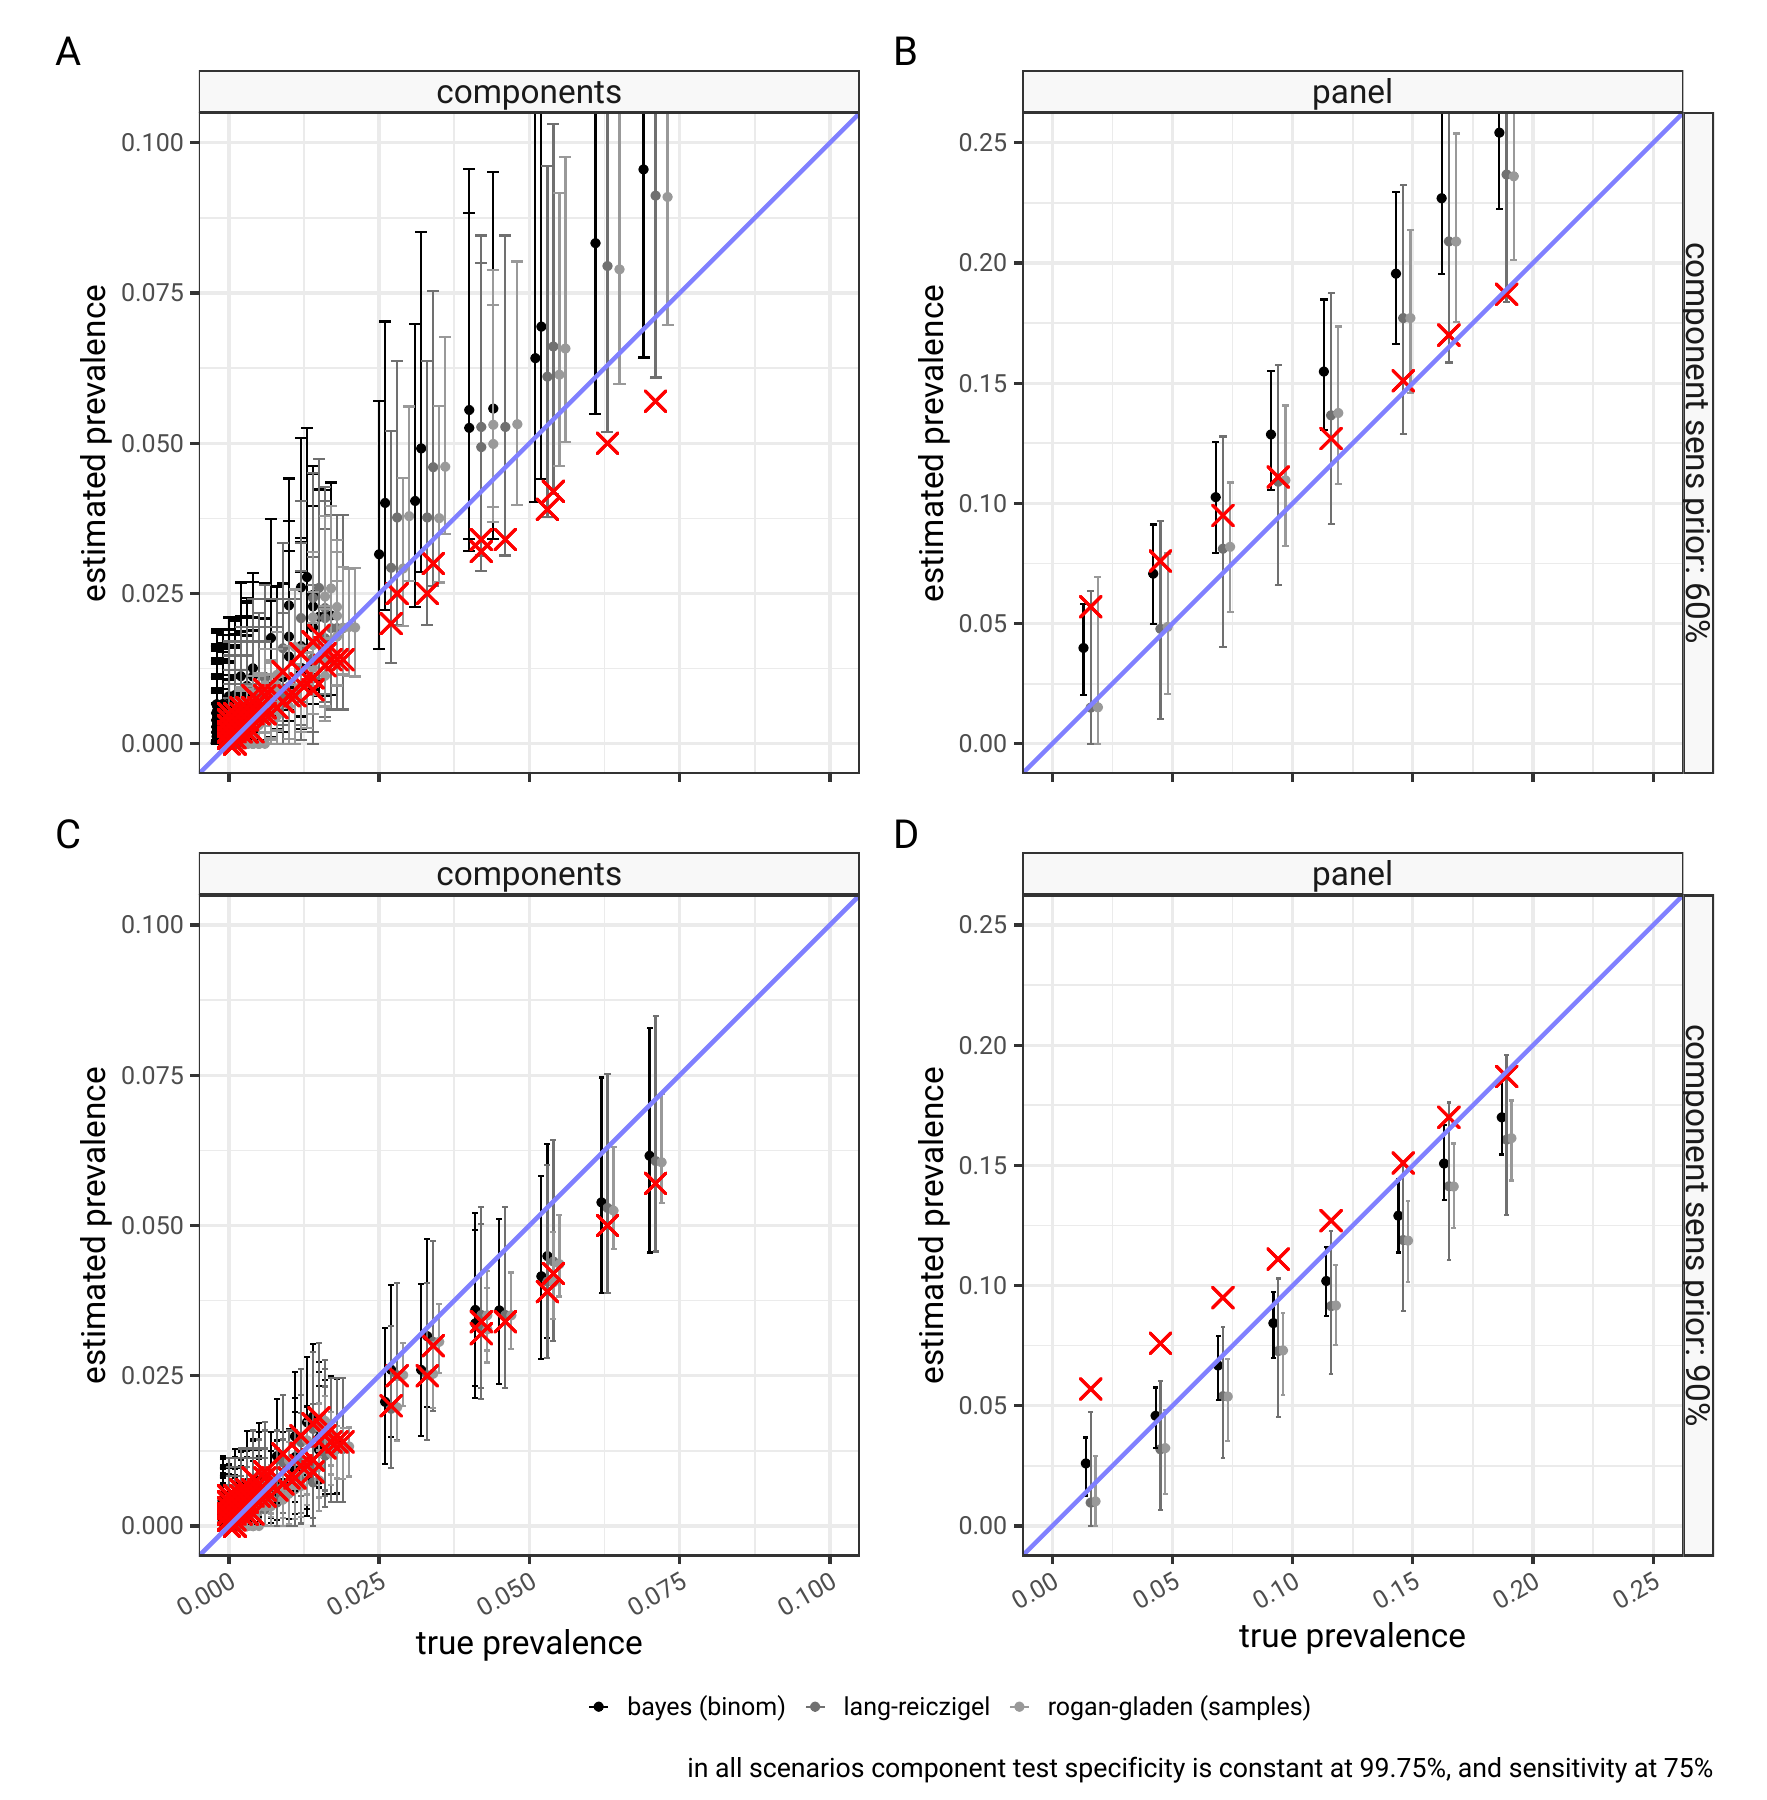 A
B
components
panel
0.100
0.075
0.050
0.025
0.000
estimated prevalence
0.25
0.20
0.15
0.10
0.05
0.00
estimated prevalence
component sens prior: 60%
C
D
components
panel
0.100
0.075
0.050
0.025
0.000
estimated prevalence
0.25
0.20
0.15
0.10
0.05
0.00
estimated prevalence
component sens prior: 90%
0.000 0.025 0.050 0.075 0.100
true prevalence
0.00 0.05 0.10 0.15 0.20 0.25
true prevalence
bayes (binom) lang-reiczigel rogan-gladen (samples)
in all scenarios component test specificity is constant at 99.75%, and sensitivity at 75%